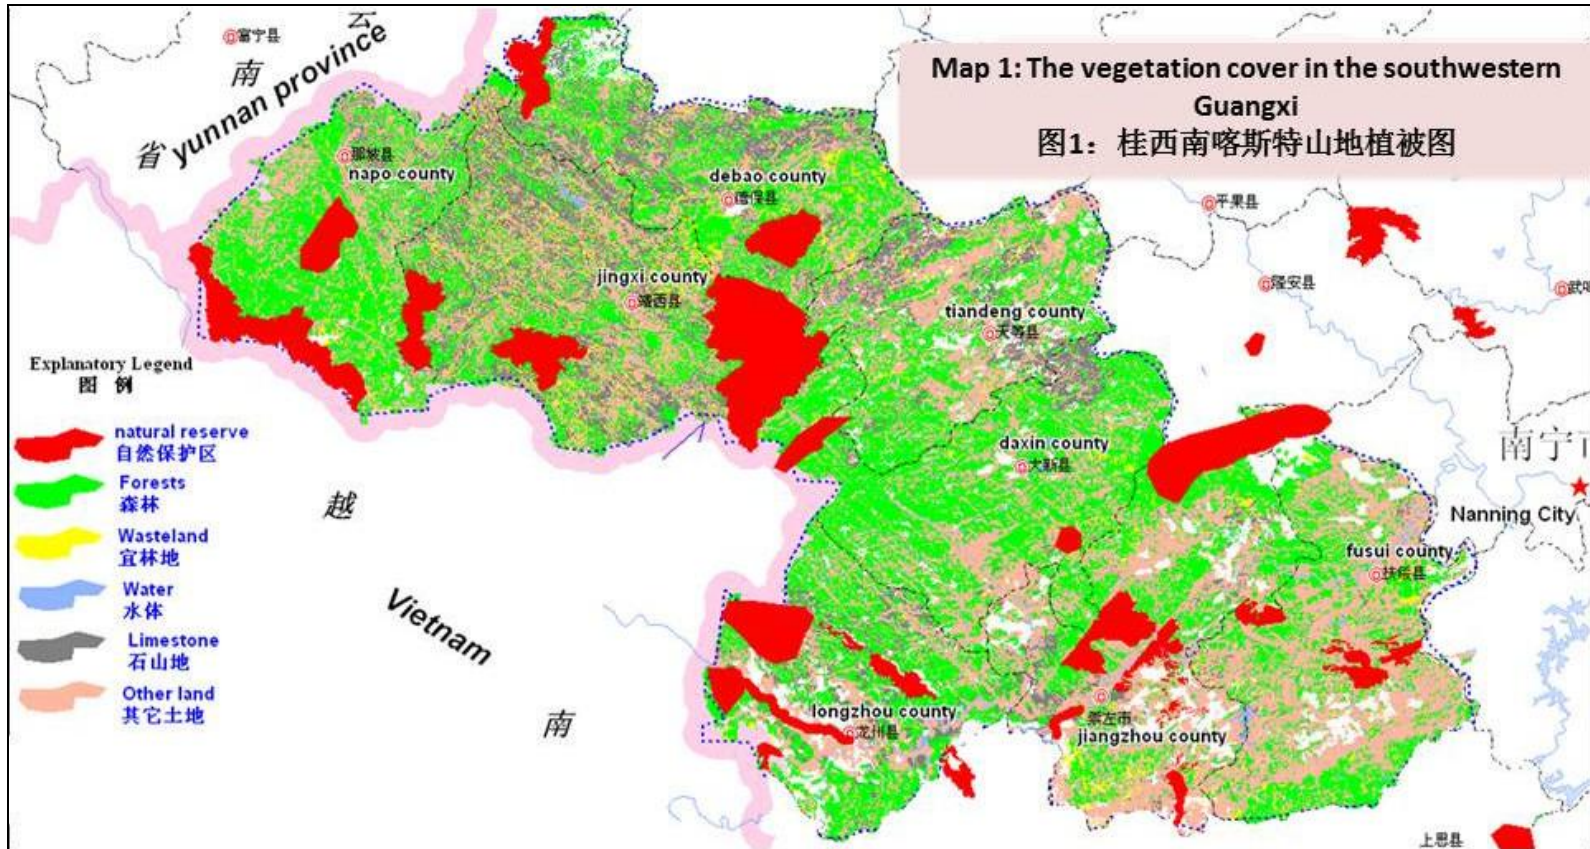 云
富宁县
南
省 yunnan province
Map 1: The vegetation cover in the southwestern
Guangxi
图1：桂西南喀斯特山地植被图
那坡县
napo county
debao county
德保县
平果县
jingxi county
靖西县
隆安县
武鸣
tiandeng county
天等县
Explanatory Legend
图 例
natural reserve
自然保护区
Forests
森林
Wasteland
宜林地
Water
水体
Limestone
石山地
Other land
其它土地
daxin county
大新县
南宁市
Nanning City
越
Vietnam
南
fusui county
扶绥县
longzhou county
龙州县
崇左市
jiangzhou county
上思县